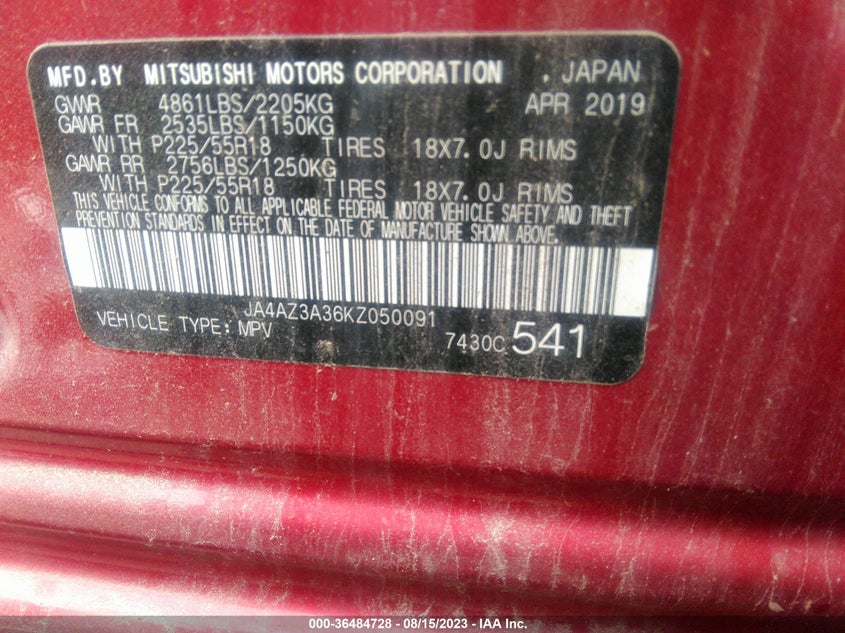 MFD.BY MITSUBISHI MOTORS CORPORATION . JAPAN
GVWR 4861LBS/2205KG APR 2019
GAWR FR 2535LBS/1150KG
WITH P225/55R18 TIRES 18X7.0J RIMS
GAWR RR 2756LBS/1250KG
WITH P225/55R18 TIRES 18X7.0J RIMS
THIS VEHICLE CONFORMS TO ALL APPLICABLE FEDERAL MOTOR VEHICLE SAFETY AND THEFT
PREVENTION STANDARDS IN EFFECT ON THE DATE OF MANUFACTURE SHOWN ABOVE.
JA4AZ3A36KZ050091
VEHICLE TYPE: MPV 7430C 541
000-36484728 - 08/15/2023 - IAA Inc.